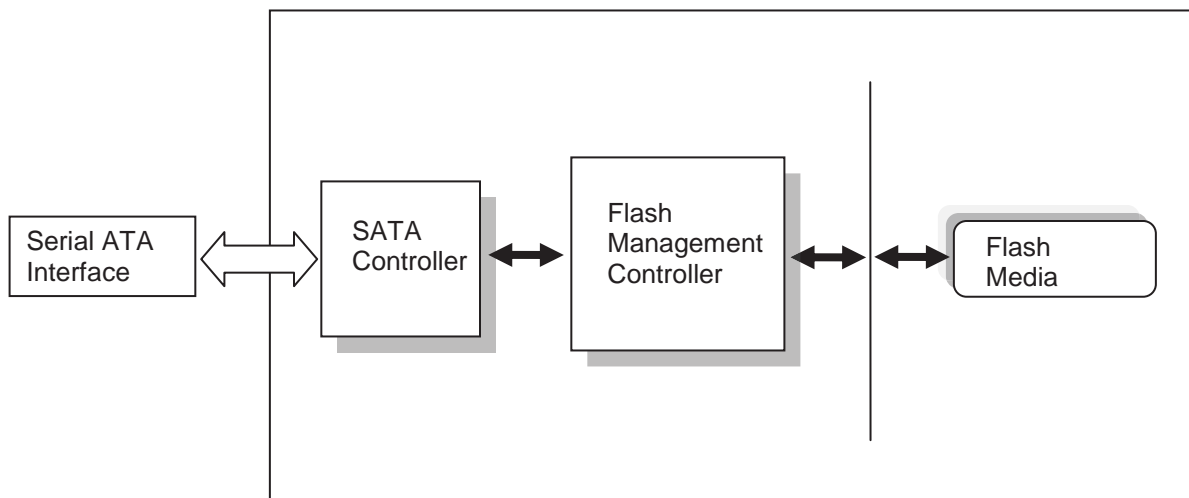 Serial ATA
Interface
SATA
Controller
Flash
Management
Controller
Flash
Media